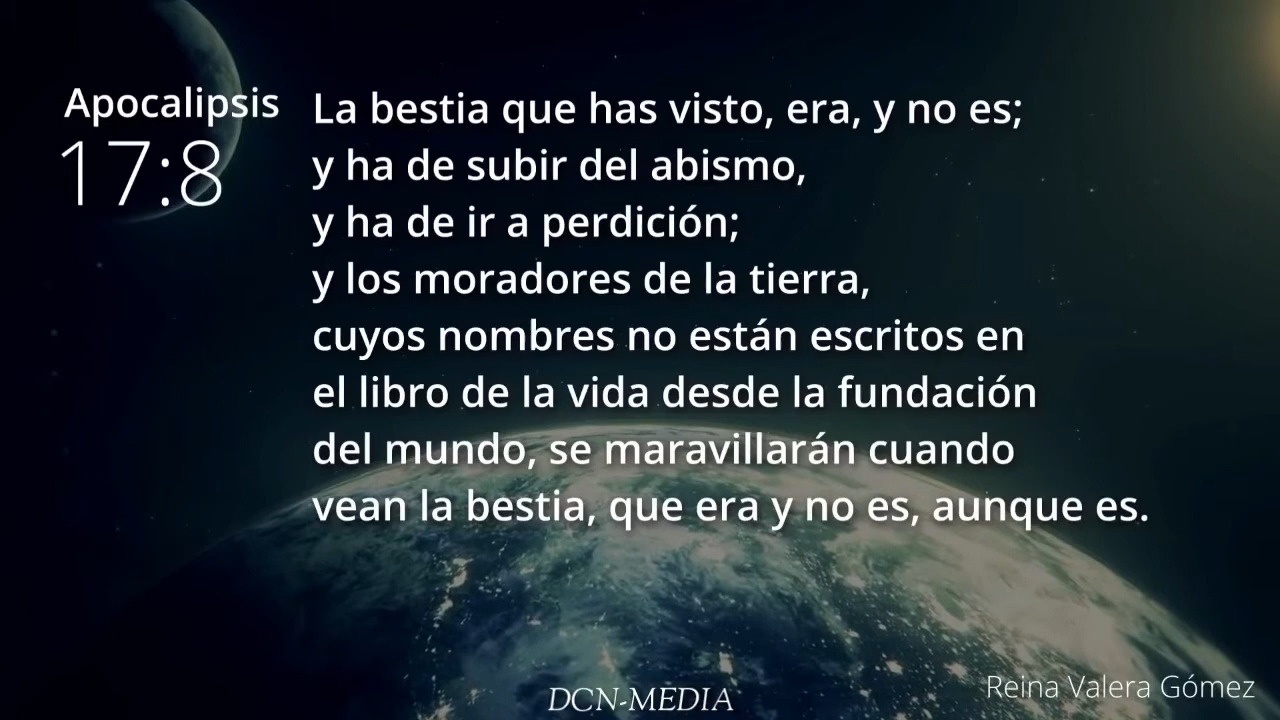 Apocalipsis
17:8
La bestia que has visto, era, y no es;
y ha de subir del abismo,
y ha de ir a perdición;
y los moradores de la tierra,
cuyos nombres no están escritos en
el libro de la vida desde la fundación
del mundo, se maravillarán cuando
vean la bestia, que era y no es, aunque es.
DCN-MEDIA
Reina Valera Gómez